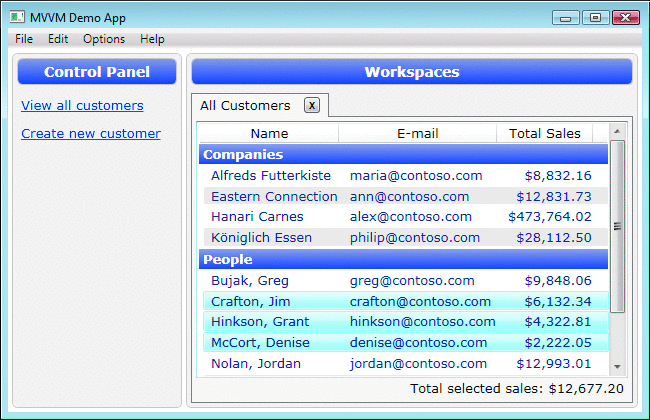 MVVM Demo App
File Edit Options Help
Control Panel
View all customers
Create new customer
Workspaces
All Customers X
Name E-mail Total Sales
Companies
Alfreds Futterkiste maria@contoso.com $8,832.16
Eastern Connection ann@contoso.com $12,831.73
Hanari Carnes alex@contoso.com $473,764.02
Königlich Essen philip@contoso.com $28,112.50
People
Bujak, Greg greg@contoso.com $9,848.06
Crafton, Jim crafton@contoso.com $6,132.34
Hinkson, Grant hinkson@contoso.com $4,322.81
McCort, Denise denise@contoso.com $2,222.05
Nolan, Jordan jordan@contoso.com $12,993.01
Total selected sales: $12,677.20